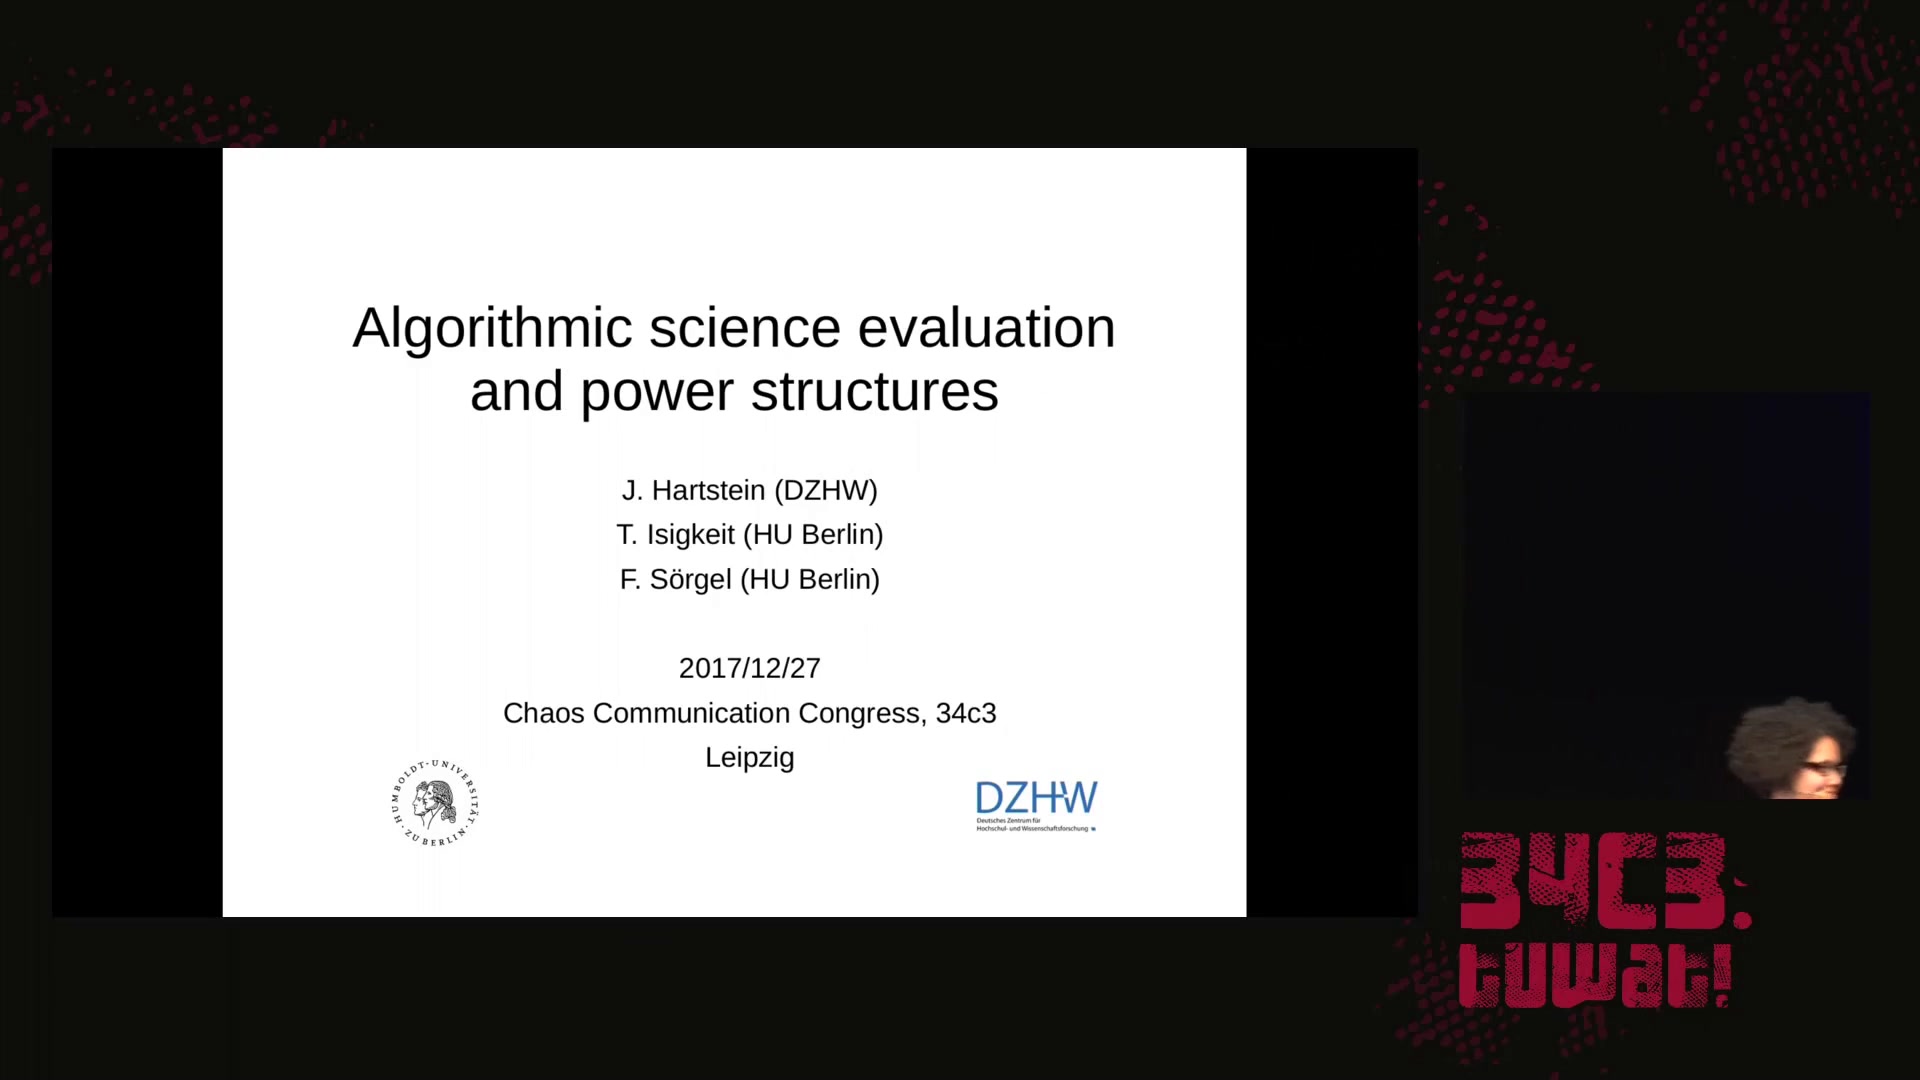 Algorithmic science evaluation
and power structures
J. Hartstein (DZHW)
T. Isigkeit (HU Berlin)
F. Sörgel (HU Berlin)
2017/12/27
Chaos Communication Congress, 34c3
Leipzig
HUMBOLDT-UNIVERSITÄT · ZU BERLIN ·
DZHW
Deutsches Zentrum für
Hochschul- und Wissenschaftsforschung
34C3.
tuwat!